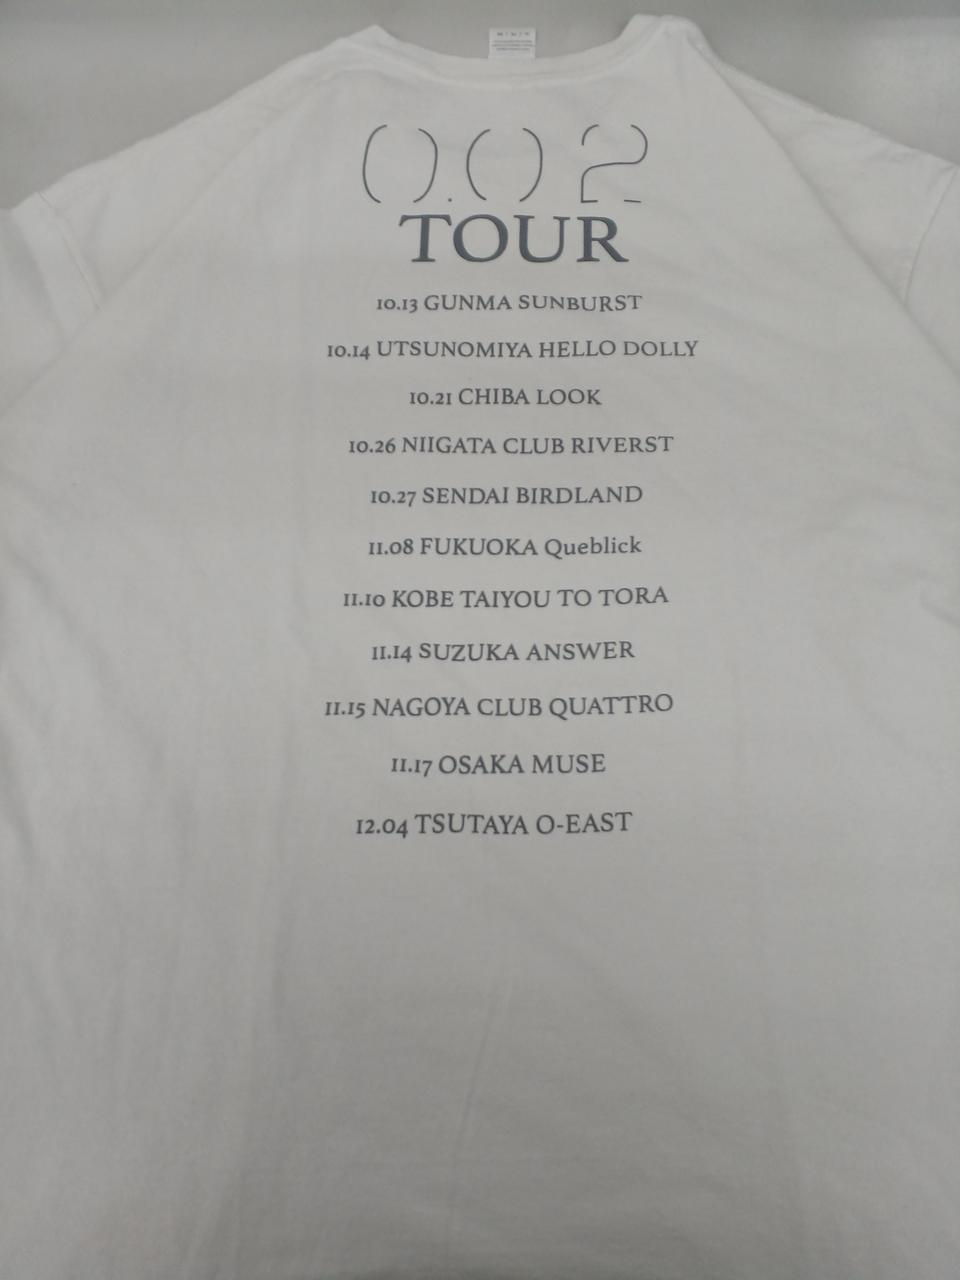 0.02
TOUR
10.13 GUNMA SUNBURST
10.14 UTSUNOMIYA HELLO DOLLY
10.21 CHIBA LOOK
10.26 NIIGATA CLUB RIVERST
10.27 SENDAI BIRDLAND
11.08 FUKUOKA Queblick
11.10 KOBE TAIYOU TO TORA
11.14 SUZUKA ANSWER
11.15 NAGOYA CLUB QUATTRO
11.17 OSAKA MUSE
12.04 TSUTAYA O-EAST